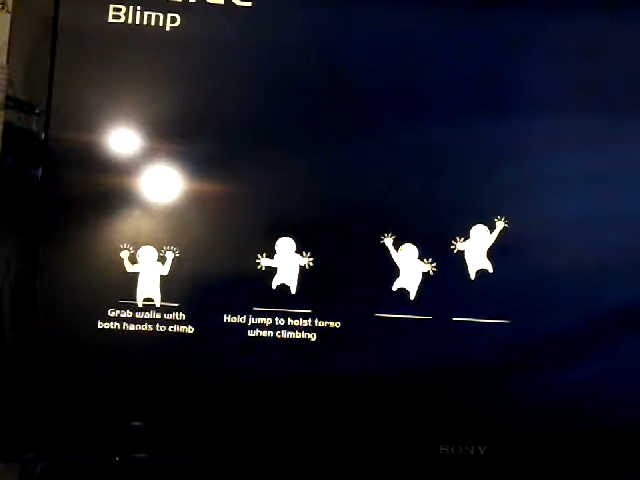 Blimp
Grab walls with
both hands to climb
Hold jump to hoist torso
when climbing
SONY